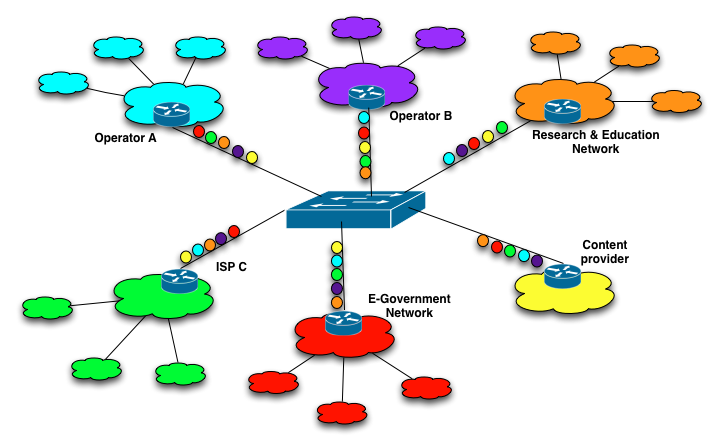 Operator A
Operator B
Research & Education
Network
ISP C
Content
provider
E-Government
Network